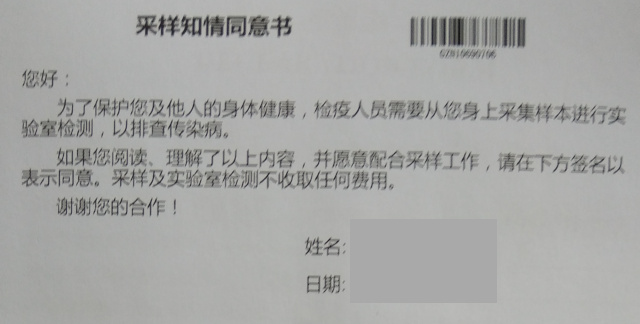 采样知情同意书
您好：
为了保护您及他人的身体健康，检疫人员需要从您身上采集样本进行实
验室检测，以排查传染病。
如果您阅读、理解了以上内容，并愿意配合采样工作，请在下方签名以
表示同意。采样及实验室检测不收取任何费用。
谢谢您的合作！
姓名:
日期: